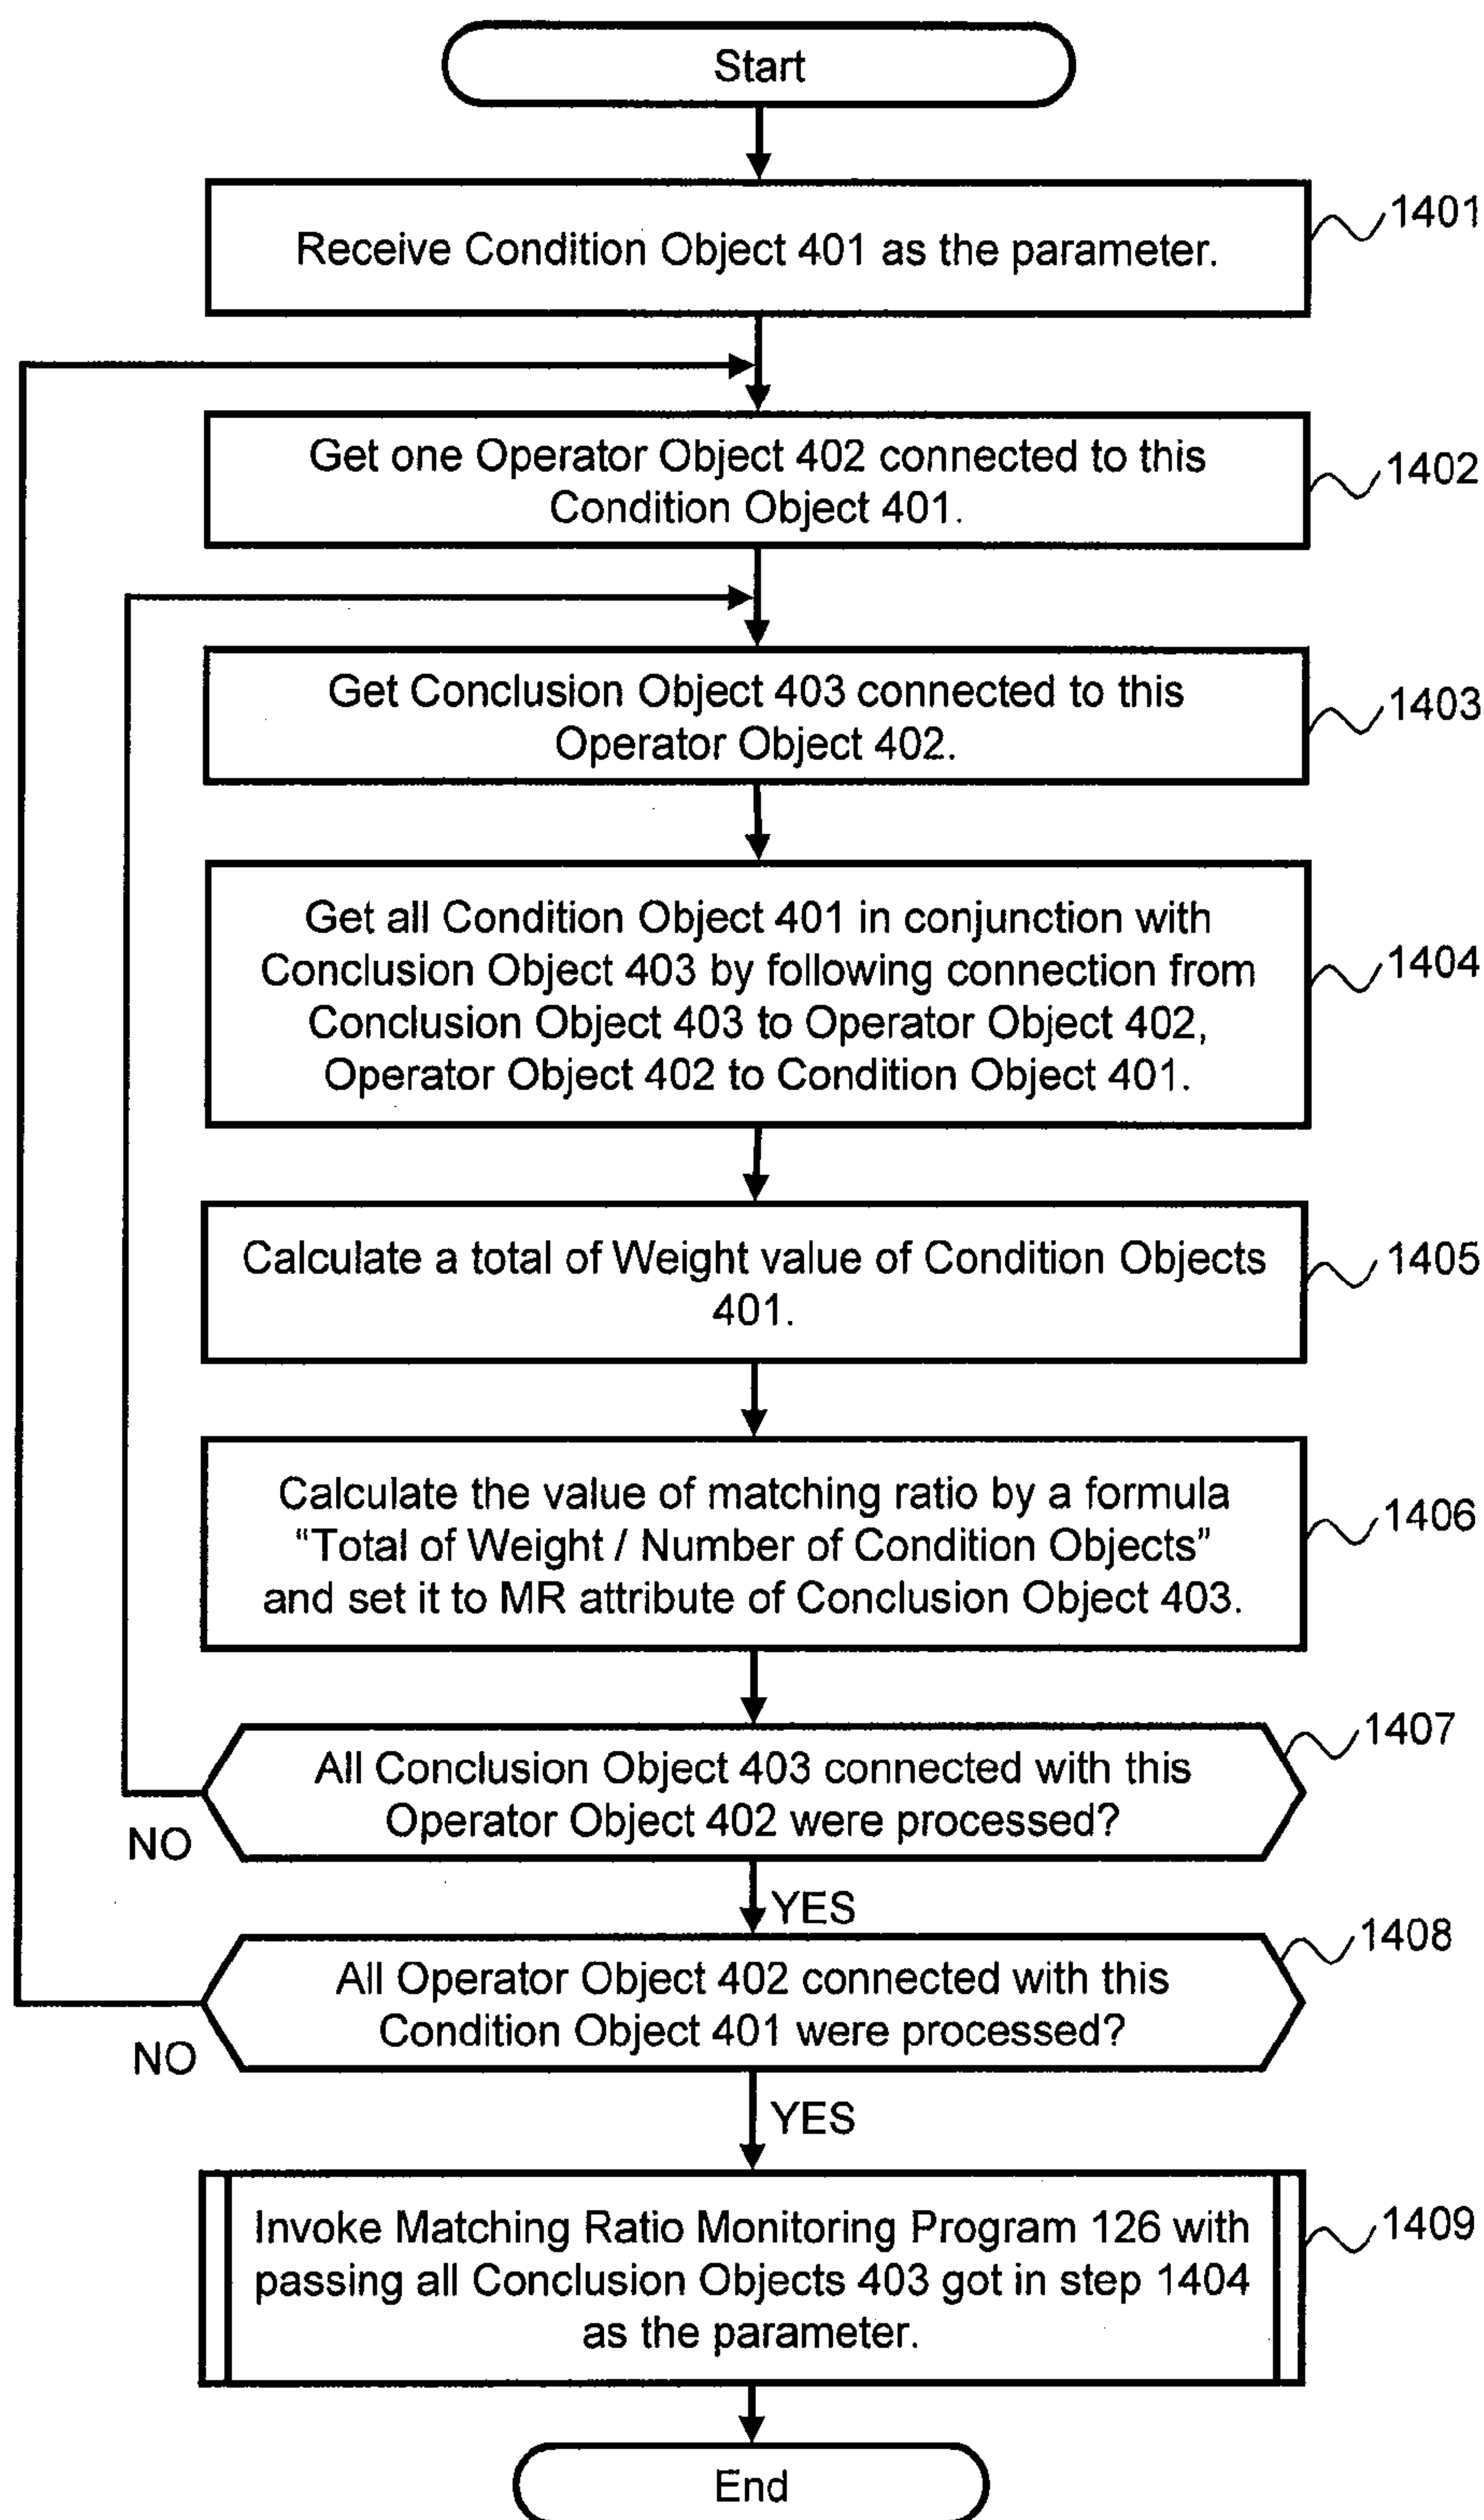 Start
Receive Condition Object 401 as the parameter.
1401
Get one Operator Object 402 connected to this
Condition Object 401.
1402
Get Conclusion Object 403 connected to this
Operator Object 402.
1403
Get all Condition Object 401 in conjunction with
Conclusion Object 403 by following connection from
Conclusion Object 403 to Operator Object 402,
Operator Object 402 to Condition Object 401.
1404
Calculate a total of Weight value of Condition Objects
401.
1405
Calculate the value of matching ratio by a formula
“Total of Weight / Number of Condition Objects”
and set it to MR attribute of Conclusion Object 403.
1406
All Conclusion Object 403 connected with this
Operator Object 402 were processed?
1407
NO
YES
All Operator Object 402 connected with this
Condition Object 401 were processed?
1408
NO
YES
Invoke Matching Ratio Monitoring Program 126 with
passing all Conclusion Objects 403 got in step 1404
as the parameter.
1409
End